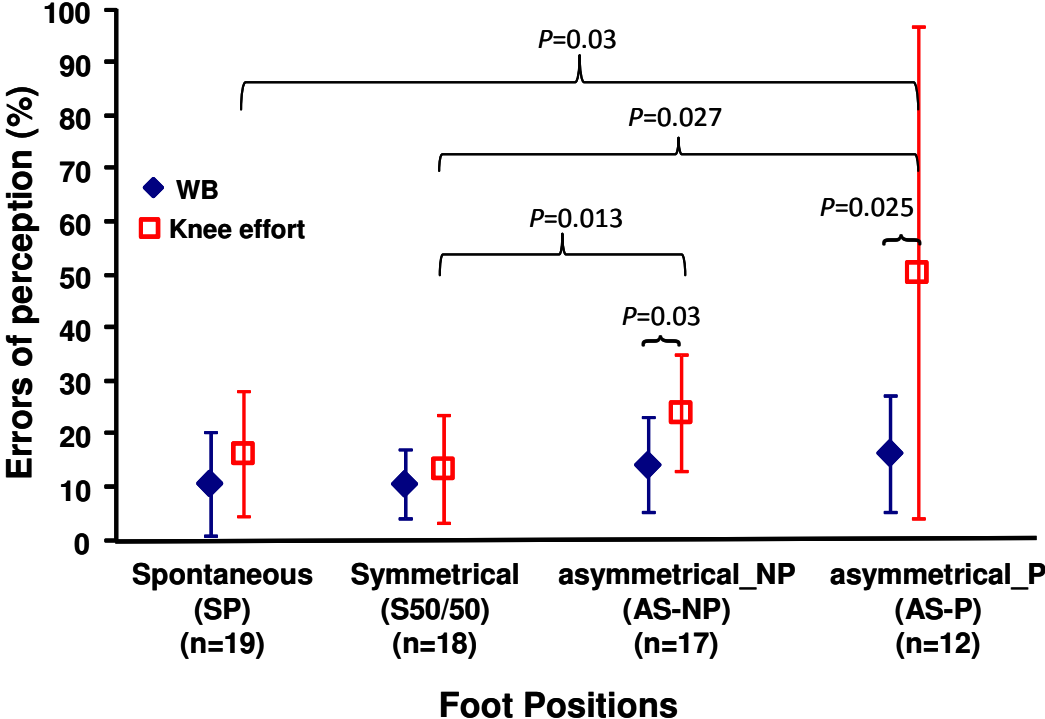 Errors of perception (%)
100
90
80
70
60
50
40
30
20
10
0
WB
Knee effort
P=0.03
P=0.027
P=0.013
P=0.03
P=0.025
Spontaneous
(SP)
(n=19)
Symmetrical
(S50/50)
(n=18)
asymmetrical_NP
(AS-NP)
(n=17)
asymmetrical_P
(AS-P)
(n=12)
Foot Positions